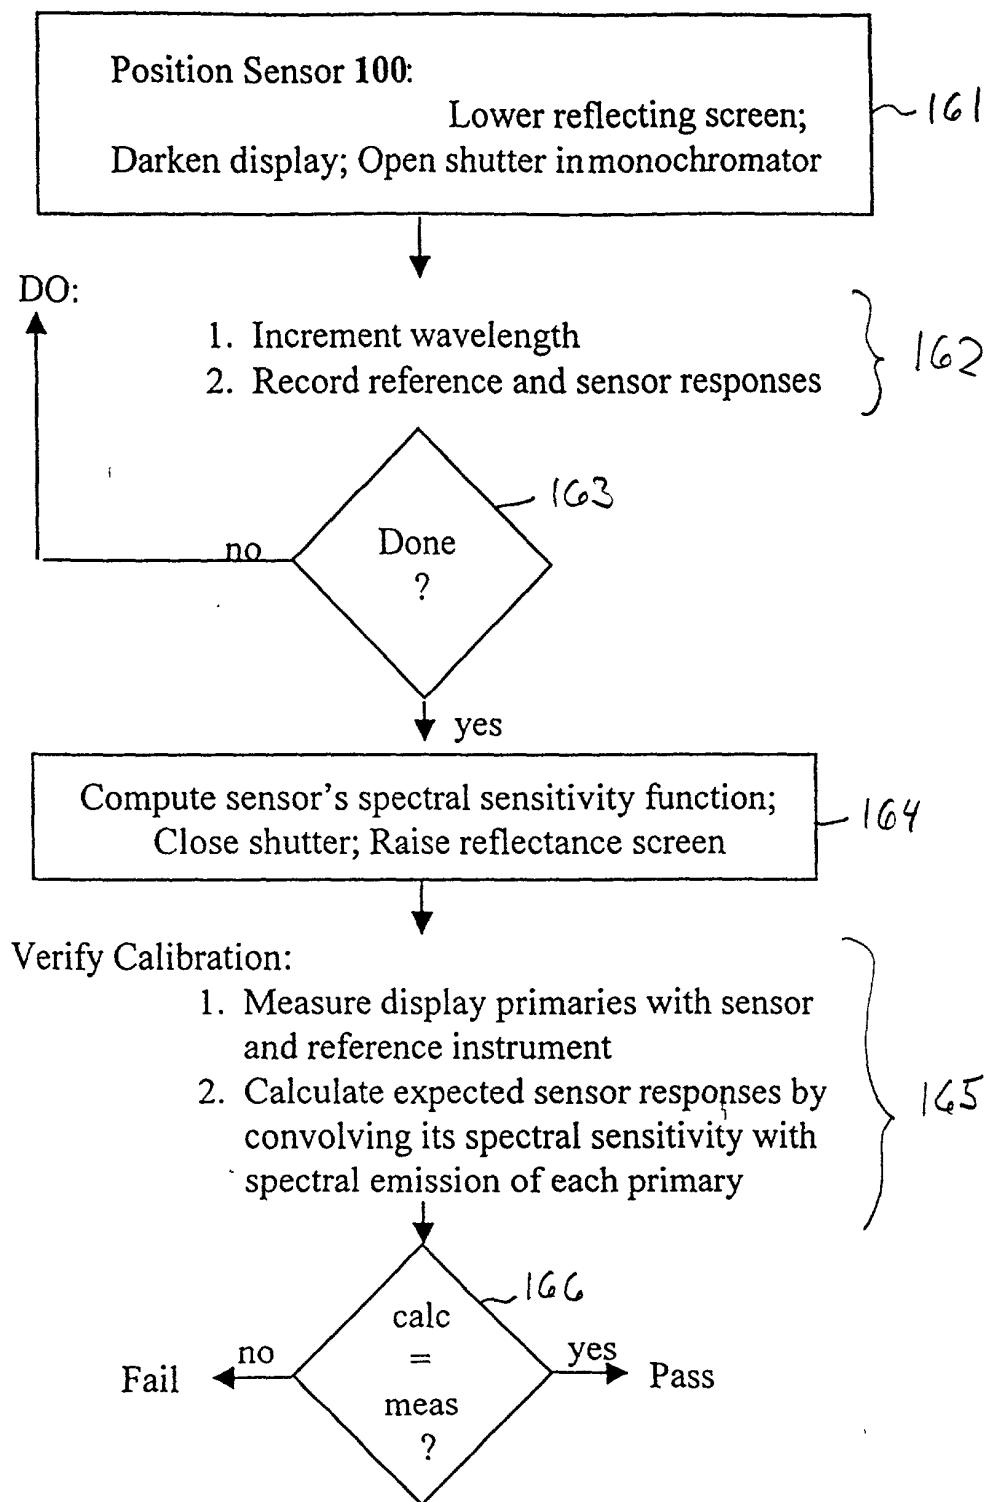 Position Sensor 100:
Lower reflecting screen;
Darken display; Open shutter in monochromator
161
DO:
1. Increment wavelength
2. Record reference and sensor responses
162
163
Done
?
no
yes
Compute sensor's spectral sensitivity function;
Close shutter; Raise reflectance screen
164
Verify Calibration:
1. Measure display primaries with sensor
and reference instrument
2. Calculate expected sensor responses by
convolving its spectral sensitivity with
spectral emission of each primary
165
166
calc
=
meas
?
no
Fail
yes
Pass